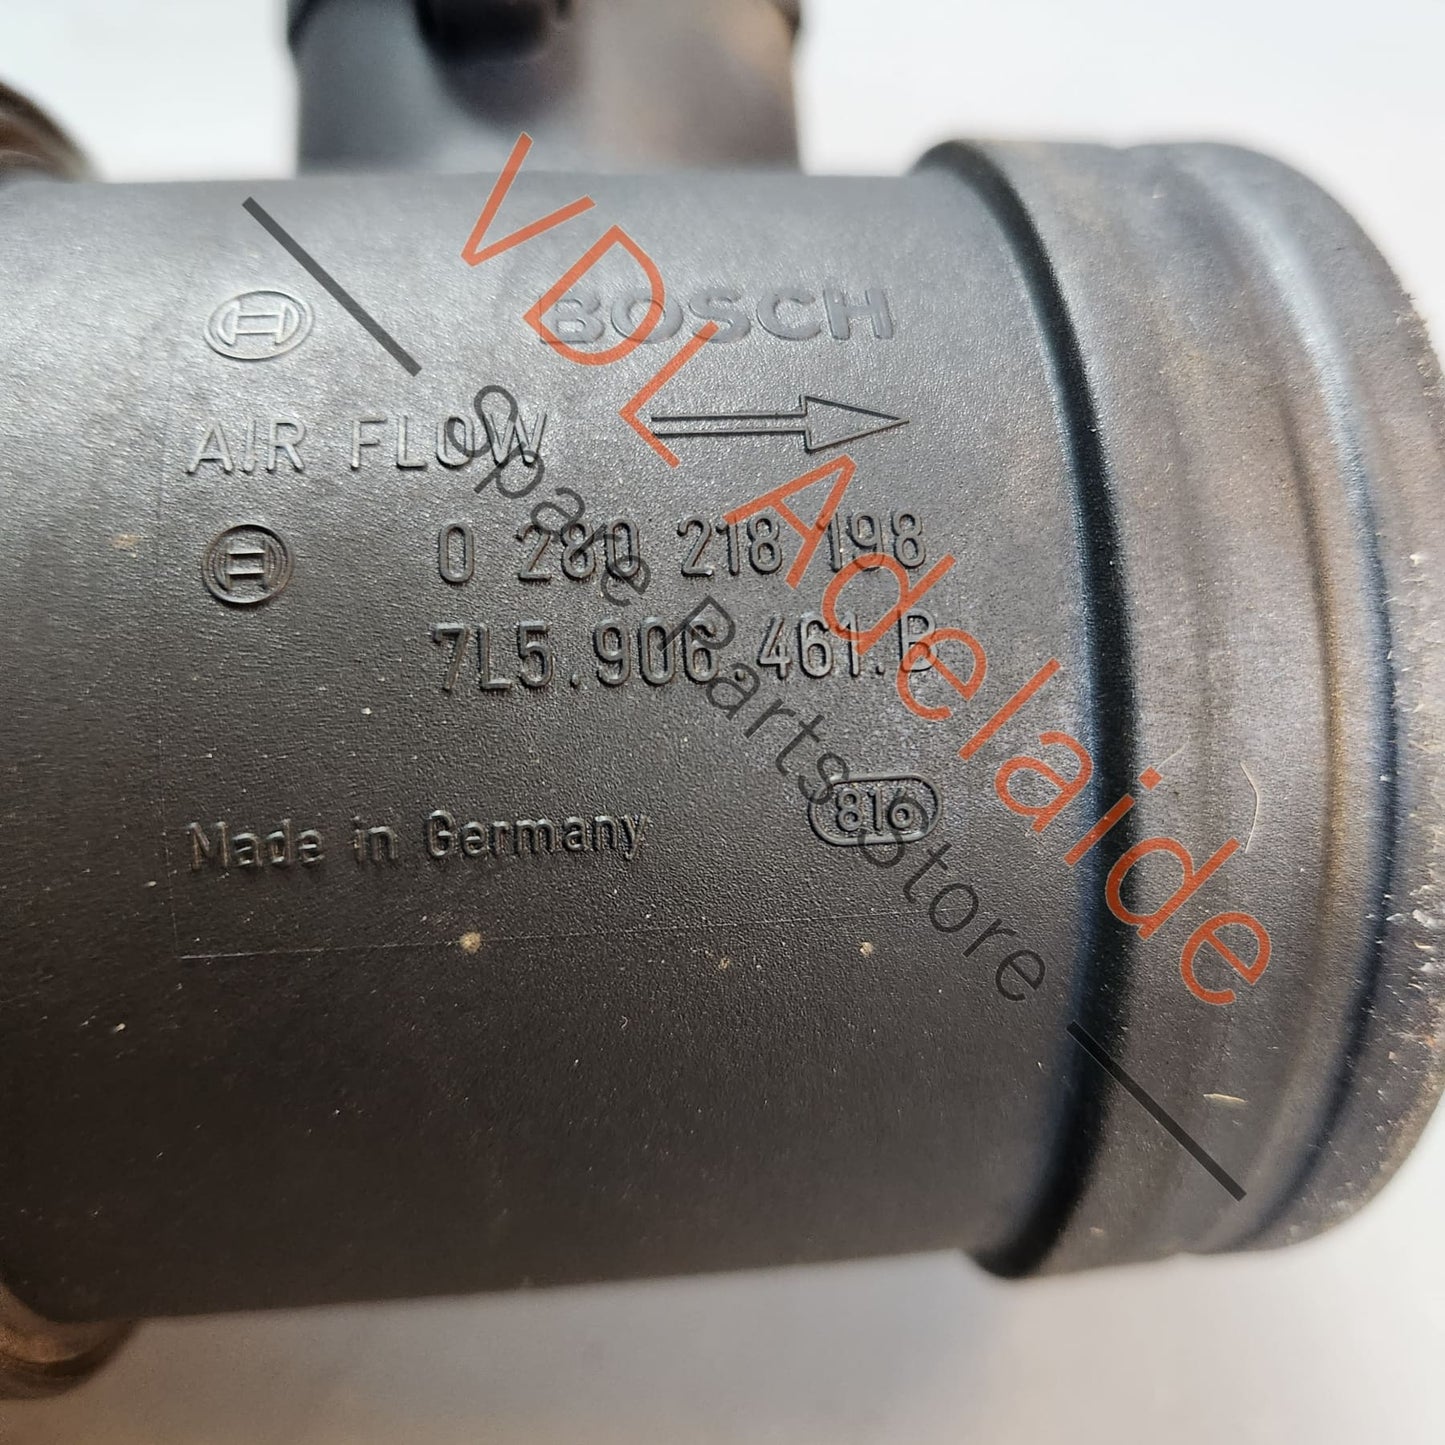 BOSCH
AIR FLOW
0 280 218 198
7L5.906.461.B
Made in Germany
816
VDL Adelaide
Spare Parts Store